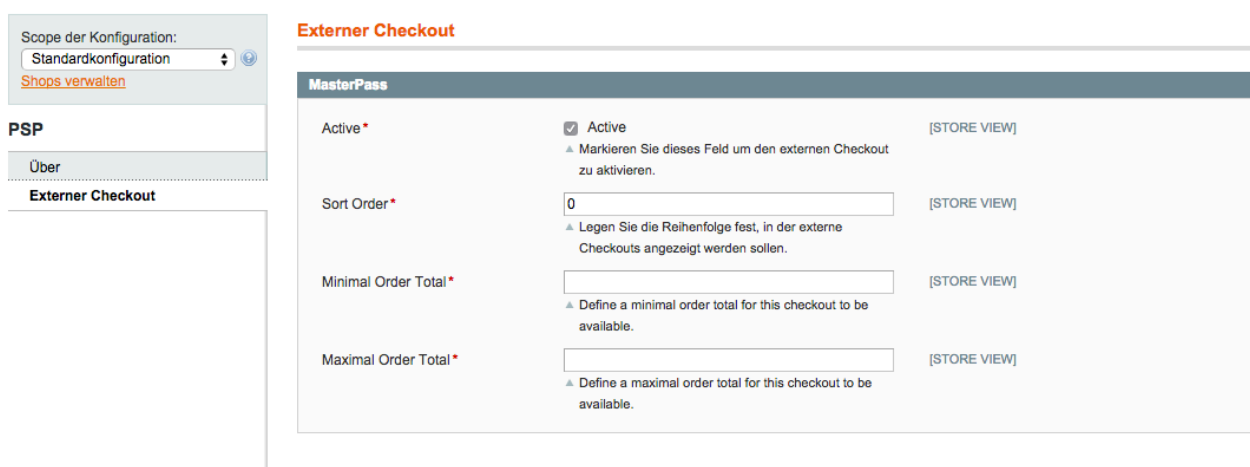 Scope der Konfiguration:
Standardkonfiguration
Shops verwalten
PSP
Über
Externer Checkout
Externer Checkout
MasterPass
Active* Active [STORE VIEW]
Markieren Sie dieses Feld um den externen Checkout
zu aktivieren.
Sort Order* 0 [STORE VIEW]
Legen Sie die Reihenfolge fest, in der externe
Checkouts angezeigt werden sollen.
Minimal Order Total* [STORE VIEW]
Define a minimal order total for this checkout to be
available.
Maximal Order Total* [STORE VIEW]
Define a maximal order total for this checkout to be
available.